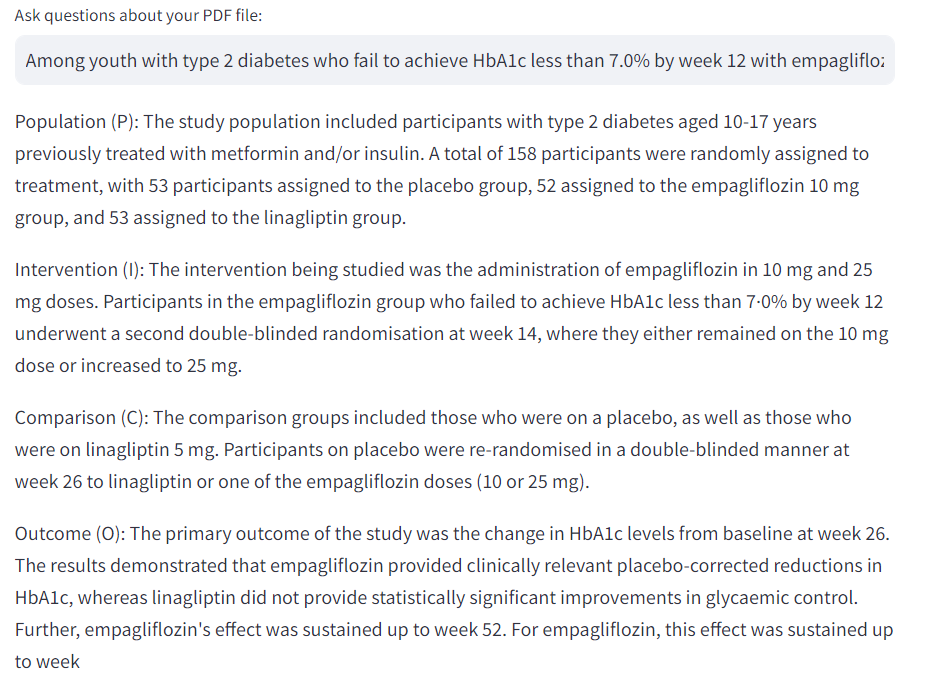 Ask questions about your PDF file:
Among youth with type 2 diabetes who fail to achieve HbA1c less than 7.0% by week 12 with empagliflo
Population (P): The study population included participants with type 2 diabetes aged 10-17 years
previously treated with metformin and/or insulin. A total of 158 participants were randomly assigned to
treatment, with 53 participants assigned to the placebo group, 52 assigned to the empagliflozin 10 mg
group, and 53 assigned to the linagliptin group.
Intervention (I): The intervention being studied was the administration of empagliflozin in 10 mg and 25
mg doses. Participants in the empagliflozin group who failed to achieve HbA1c less than 7·0% by week 12
underwent a second double-blinded randomisation at week 14, where they either remained on the 10 mg
dose or increased to 25 mg.
Comparison (C): The comparison groups included those who were on a placebo, as well as those who
were on linagliptin 5 mg. Participants on placebo were re-randomised in a double-blinded manner at
week 26 to linagliptin or one of the empagliflozin doses (10 or 25 mg).
Outcome (O): The primary outcome of the study was the change in HbA1c levels from baseline at week 26.
The results demonstrated that empagliflozin provided clinically relevant placebo-corrected reductions in
HbA1c, whereas linagliptin did not provide statistically significant improvements in glycaemic control.
Further, empagliflozin's effect was sustained up to week 52. For empagliflozin, this effect was sustained up
to week